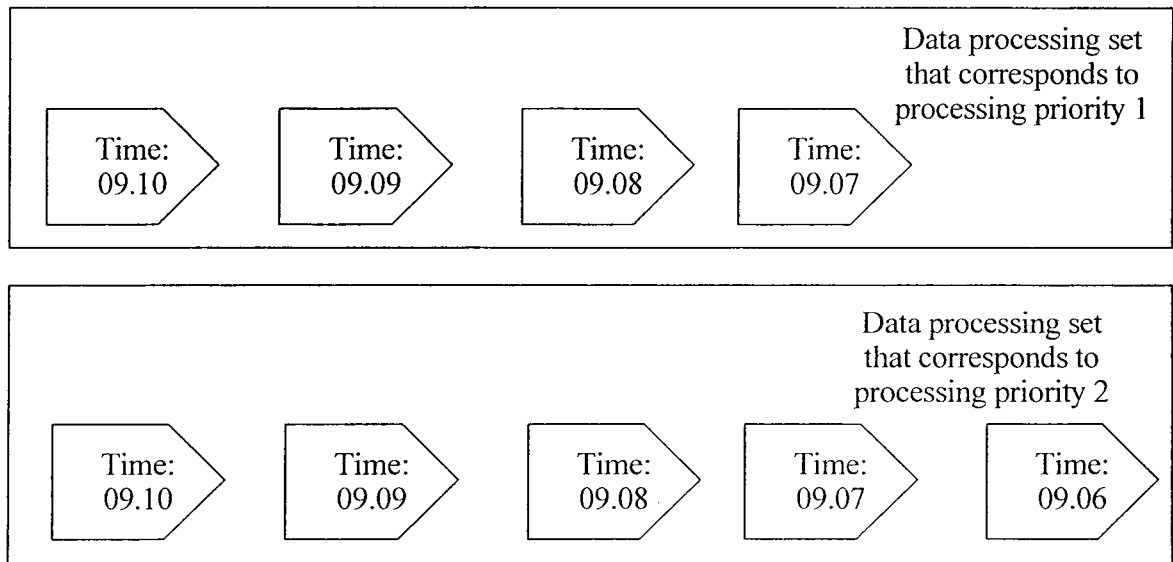 Data processing set
that corresponds to
processing priority 1
Time:
09.10
Time:
09.09
Time:
09.08
Time:
09.07
Data processing set
that corresponds to
processing priority 2
Time:
09.10
Time:
09.09
Time:
09.08
Time:
09.07
Time:
09.06